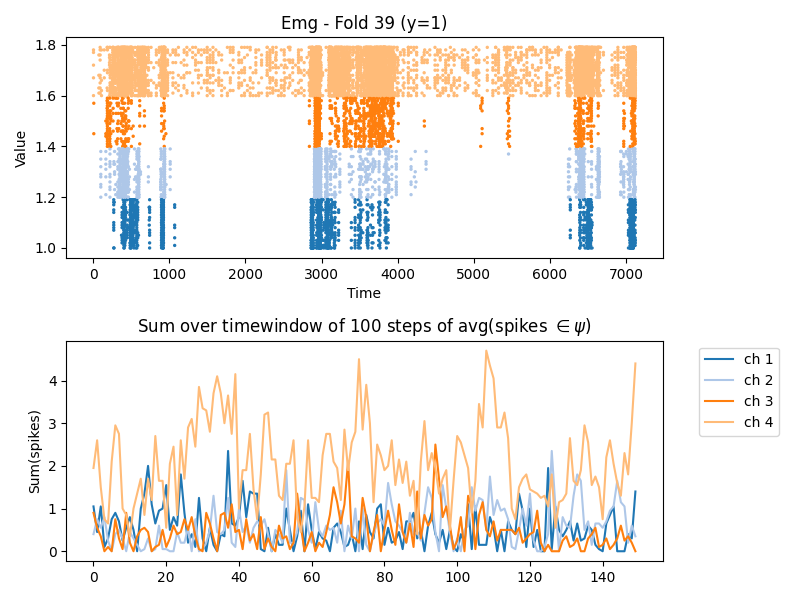 Emg - Fold 39 (y=1)
Value
1.8
1.6
1.4
1.2
1.0
0 1000 2000 3000 4000 5000 6000 7000
Time
Sum over timewindow of 100 steps of avg(spikes ∈ ψ)
Sum(spikes)
4
3
2
1
0
0 20 40 60 80 100 120 140
ch 1
ch 2
ch 3
ch 4